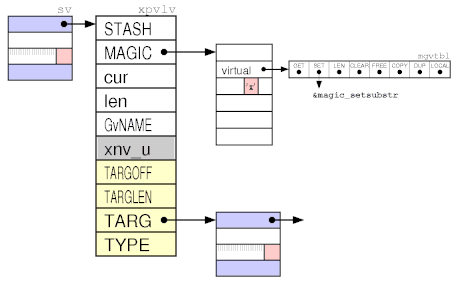 sv
xpvlv
STASH
MAGIC
cur
len
GvNAME
xnv_u
TARGOFF
TARGLEN
TARG
TYPE
virtual
'x'
mgvtbl
GET SET LEN CLEAR FREE COPY DUP LOCAL
&magic_setsubstr